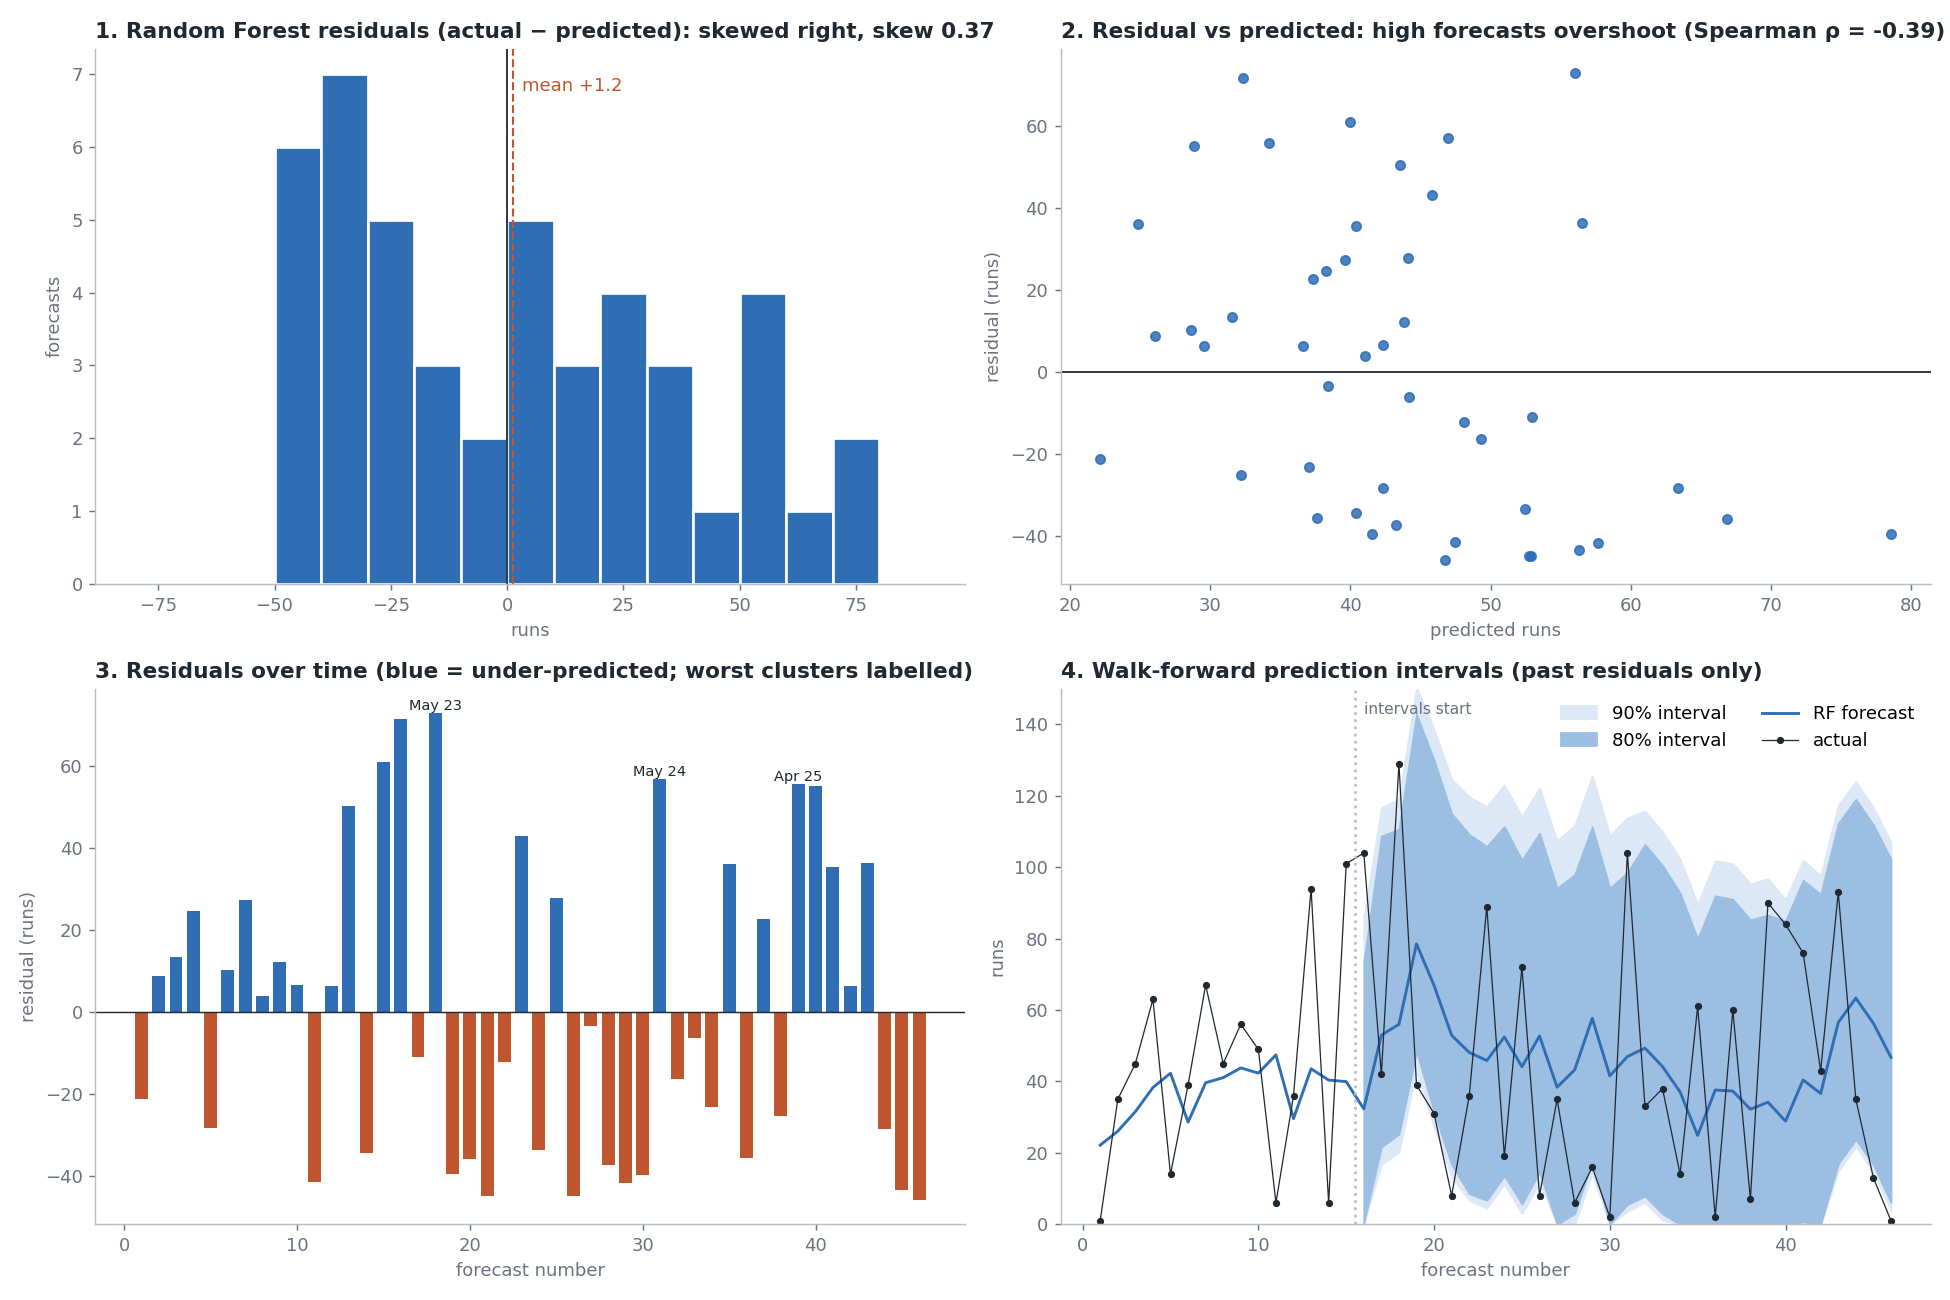 1. Random Forest residuals (actual − predicted): skewed right, skew 0.37
7
6
5
4
3
2
1
0
forecasts
mean +1.2
−75
−50
−25
0
25
50
75
runs
2. Residual vs predicted: high forecasts overshoot (Spearman ρ = -0.39)
60
40
20
0
−20
−40
residual (runs)
20
30
40
50
60
70
80
predicted runs
3. Residuals over time (blue = under-predicted; worst clusters labelled)
60
40
20
0
−20
−40
residual (runs)
May 23
May 24
Apr 25
0
10
20
30
40
forecast number
4. Walk-forward prediction intervals (past residuals only)
140
120
100
80
60
40
20
0
runs
intervals start
90% interval
80% interval
RF forecast
actual
0
10
20
30
40
forecast number